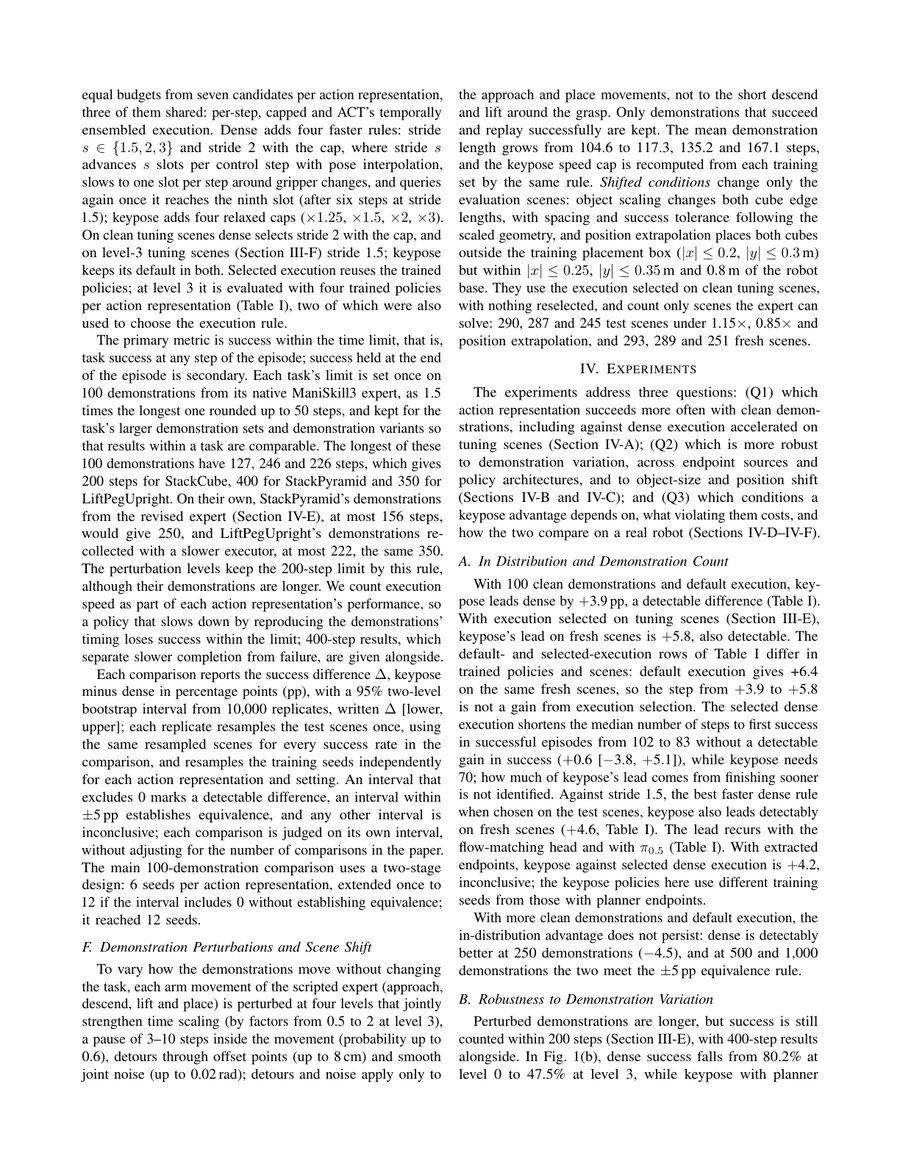 equal budgets from seven candidates per action representation,
three of them shared: per-step, capped and ACT's temporally
ensembled execution. Dense adds four faster rules: stride
s ∈ {1.5, 2, 3} and stride 2 with the cap, where stride s
advances s slots per control step with pose interpolation,
slows to one slot per step around gripper changes, and queries
again once it reaches the ninth slot (after six steps at stride
1.5); keypose adds four relaxed caps (×1.25, ×1.5, ×2, ×3).
On clean tuning scenes dense selects stride 2 with the cap, and
on level-3 tuning scenes (Section III-F) stride 1.5; keypose
keeps its default in both. Selected execution reuses the trained
policies; at level 3 it is evaluated with four trained policies
per action representation (Table I), two of which were also
used to choose the execution rule.
The primary metric is success within the time limit, that is,
task success at any step of the episode; success held at the end
of the episode is secondary. Each task's limit is set once on
100 demonstrations from its native ManiSkill3 expert, as 1.5
times the longest one rounded up to 50 steps, and kept for the
task's larger demonstration sets and demonstration variants so
that results within a task are comparable. The longest of these
100 demonstrations have 127, 246 and 226 steps, which gives
200 steps for StackCube, 400 for StackPyramid and 350 for
LiftPegUpright. On their own, StackPyramid's demonstrations
from the revised expert (Section IV-E), at most 156 steps,
would give 250, and LiftPegUpright's demonstrations re-
collected with a slower executor, at most 222, the same 350.
The perturbation levels keep the 200-step limit by this rule,
although their demonstrations are longer. We count execution
speed as part of each action representation's performance, so
a policy that slows down by reproducing the demonstrations'
timing loses success within the limit; 400-step results, which
separate slower completion from failure, are given alongside.
Each comparison reports the success difference Δ, keypose
minus dense in percentage points (pp), with a 95% two-level
bootstrap interval from 10,000 replicates, written Δ [lower,
upper]; each replicate resamples the test scenes once, using
the same resampled scenes for every success rate in the
comparison, and resamples the training seeds independently
for each action representation and setting. An interval that
excludes 0 marks a detectable difference, an interval within
±5 pp establishes equivalence, and any other interval is
inconclusive; each comparison is judged on its own interval,
without adjusting for the number of comparisons in the paper.
The main 100-demonstration comparison uses a two-stage
design: 6 seeds per action representation, extended once to
12 if the interval includes 0 without establishing equivalence;
it reached 12 seeds.
F. Demonstration Perturbations and Scene Shift
To vary how the demonstrations move without changing
the task, each arm movement of the scripted expert (approach,
descend, lift and place) is perturbed at four levels that jointly
strengthen time scaling (by factors from 0.5 to 2 at level 3),
a pause of 3–10 steps inside the movement (probability up to
0.6), detours through offset points (up to 8 cm) and smooth
joint noise (up to 0.02 rad); detours and noise apply only to
the approach and place movements, not to the short descend
and lift around the grasp. Only demonstrations that succeed
and replay successfully are kept. The mean demonstration
length grows from 104.6 to 117.3, 135.2 and 167.1 steps,
and the keypose speed cap is recomputed from each training
set by the same rule. Shifted conditions change only the
evaluation scenes: object scaling changes both cube edge
lengths, with spacing and success tolerance following the
scaled geometry, and position extrapolation places both cubes
outside the training placement box (|x| ≤ 0.2, |y| ≤ 0.3 m)
but within |x| ≤ 0.25, |y| ≤ 0.35 m and 0.8 m of the robot
base. They use the execution selected on clean tuning scenes,
with nothing reselected, and count only scenes the expert can
solve: 290, 287 and 245 test scenes under 1.15×, 0.85× and
position extrapolation, and 293, 289 and 251 fresh scenes.
IV. EXPERIMENTS
The experiments address three questions: (Q1) which
action representation succeeds more often with clean demon-
strations, including against dense execution accelerated on
tuning scenes (Section IV-A); (Q2) which is more robust
to demonstration variation, across endpoint sources and
policy architectures, and to object-size and position shift
(Sections IV-B and IV-C); and (Q3) which conditions a
keypose advantage depends on, what violating them costs, and
how the two compare on a real robot (Sections IV-D–IV-F).
A. In Distribution and Demonstration Count
With 100 clean demonstrations and default execution, key-
pose leads dense by +3.9 pp, a detectable difference (Table I).
With execution selected on tuning scenes (Section III-E),
keypose's lead on fresh scenes is +5.8, also detectable. The
default- and selected-execution rows of Table I differ in
trained policies and scenes: default execution gives +6.4
on the same fresh scenes, so the step from +3.9 to +5.8
is not a gain from execution selection. The selected dense
execution shortens the median number of steps to first success
in successful episodes from 102 to 83 without a detectable
gain in success (+0.6 [−3.8, +5.1]), while keypose needs
70; how much of keypose's lead comes from finishing sooner
is not identified. Against stride 1.5, the best faster dense rule
when chosen on the test scenes, keypose also leads detectably
on fresh scenes (+4.6, Table I). The lead recurs with the
flow-matching head and with π0.5 (Table I). With extracted
endpoints, keypose against selected dense execution is +4.2,
inconclusive; the keypose policies here use different training
seeds from those with planner endpoints.
With more clean demonstrations and default execution, the
in-distribution advantage does not persist: dense is detectably
better at 250 demonstrations (−4.5), and at 500 and 1,000
demonstrations the two meet the ±5 pp equivalence rule.
B. Robustness to Demonstration Variation
Perturbed demonstrations are longer, but success is still
counted within 200 steps (Section III-E), with 400-step results
alongside. In Fig. 1(b), dense success falls from 80.2% at
level 0 to 47.5% at level 3, while keypose with planner